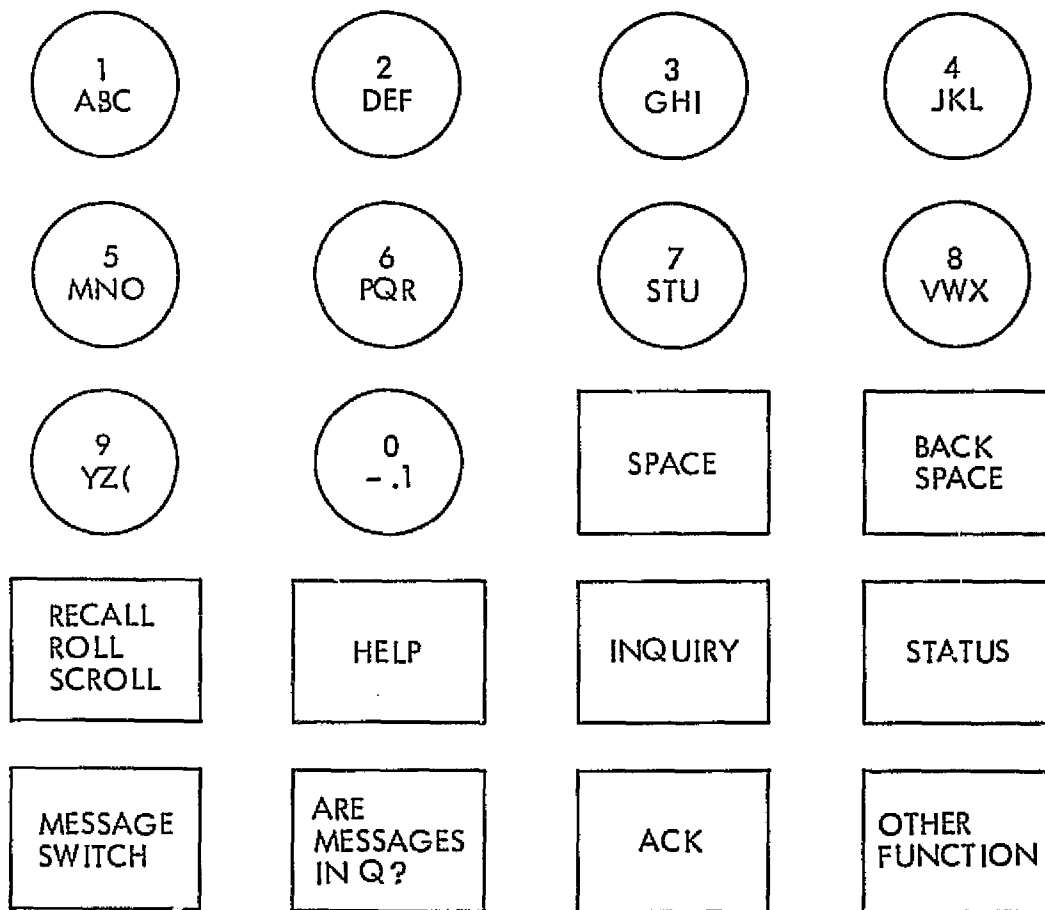 1
ABC
2
DEF
3
GHI
4
JKL
5
MNO
6
PQR
7
STU
8
VWX
9
YZ(
0
- .1
SPACE
BACK
SPACE
RECALL
ROLL
SCROLL
HELP
INQUIRY
STATUS
MESSAGE
SWITCH
ARE
MESSAGES
IN Q?
ACK
OTHER
FUNCTION